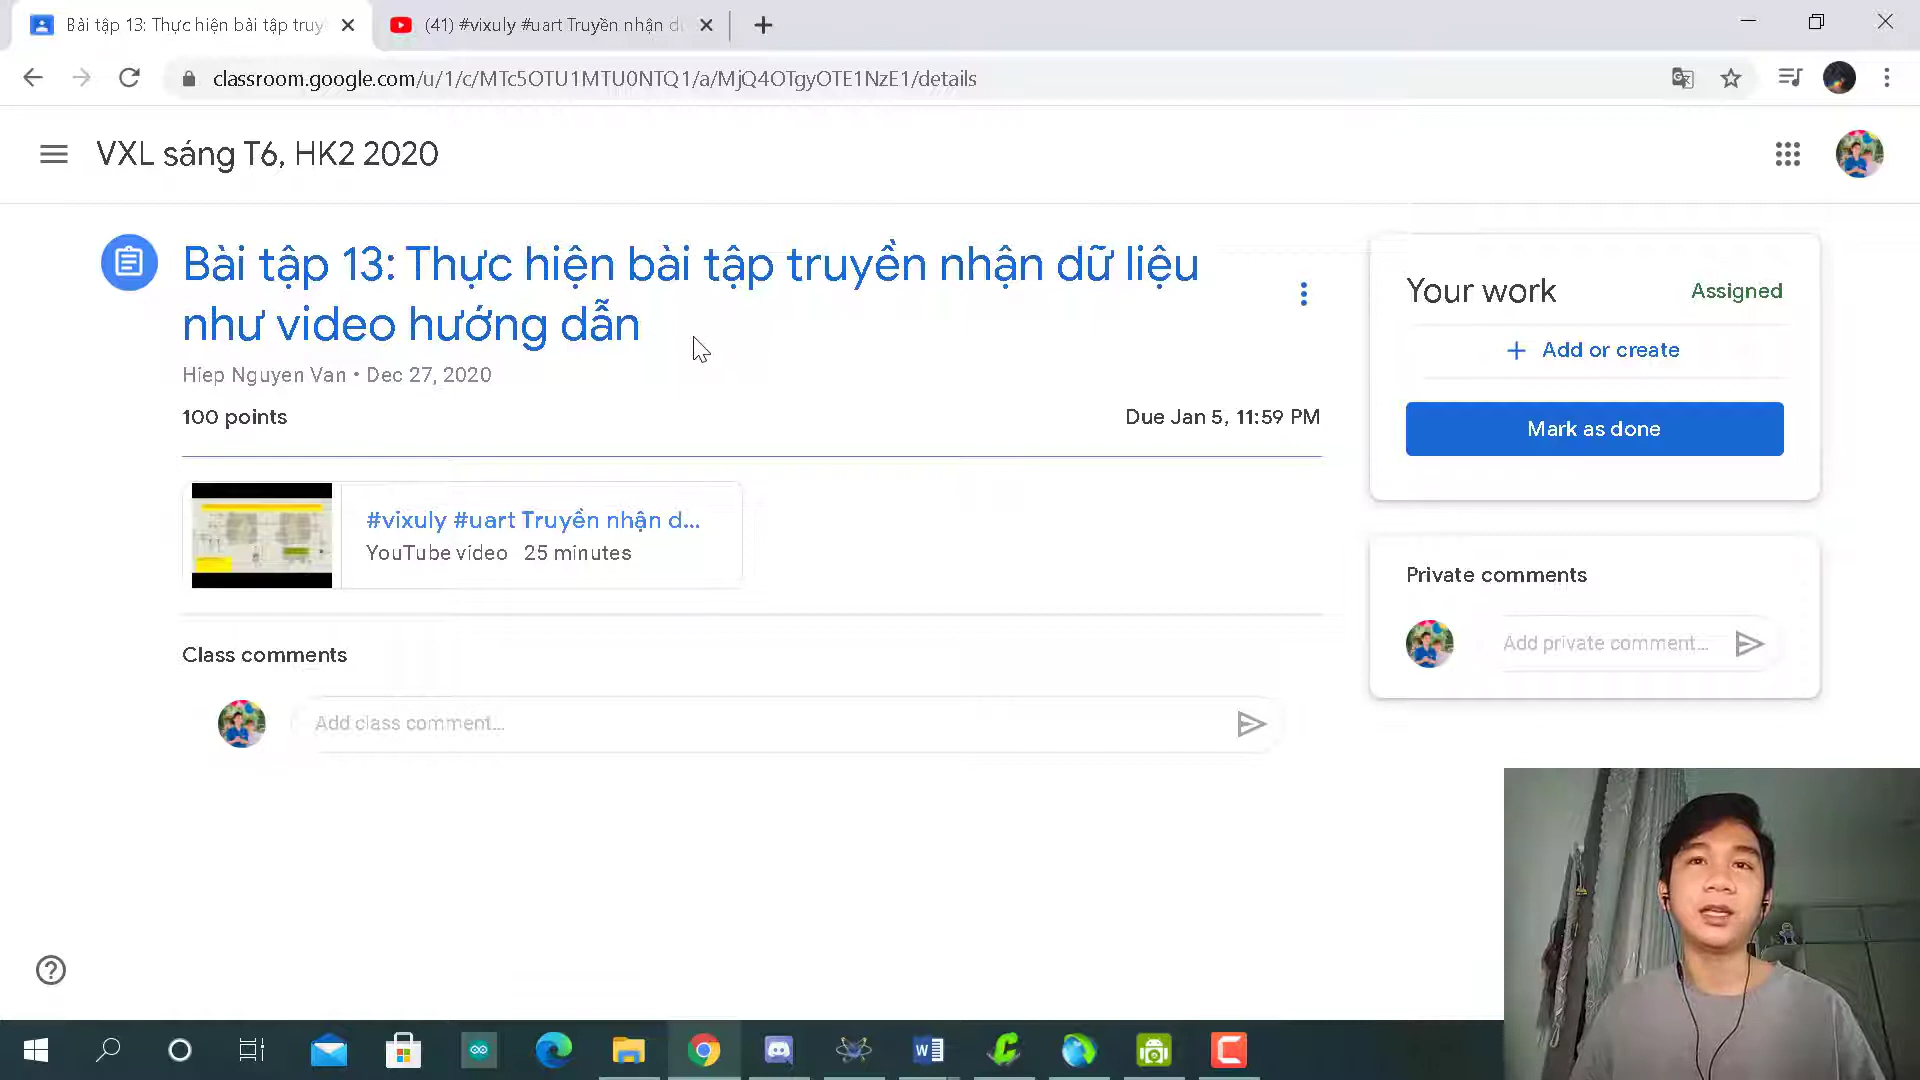 Bài tập 13: Thực hiện bài tập truy
(41) #vixuly #uart Truyền nhận d
classroom.google.com/u/1/c/MTc5OTU1MTU0NTQ1/a/MjQ4OTgyOTE1NzE1/details
VXL sáng T6, HK2 2020
Bài tập 13: Thực hiện bài tập truyền nhận dữ liệu
như video hướng dẫn
Hiep Nguyen Van • Dec 27, 2020
100 points
Due Jan 5, 11:59 PM
#vixuly #uart Truyền nhận d...
YouTube video 25 minutes
Class comments
Add class comment...
Your work
Assigned
+ Add or create
Mark as done
Private comments
Add private comment...